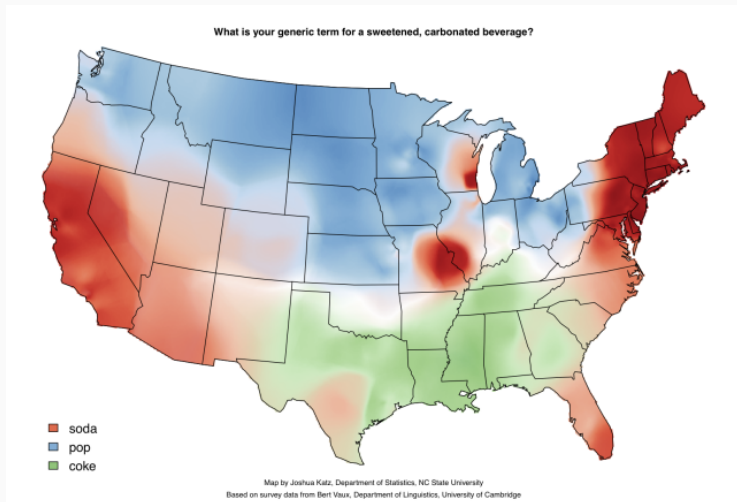 What is your generic term for a sweetened, carbonated beverage?
soda
pop
coke
Map by Joshua Katz, Department of Statistics, NC State University
Based on survey data from Bert Vaux, Department of Linguistics, University of Cambridge